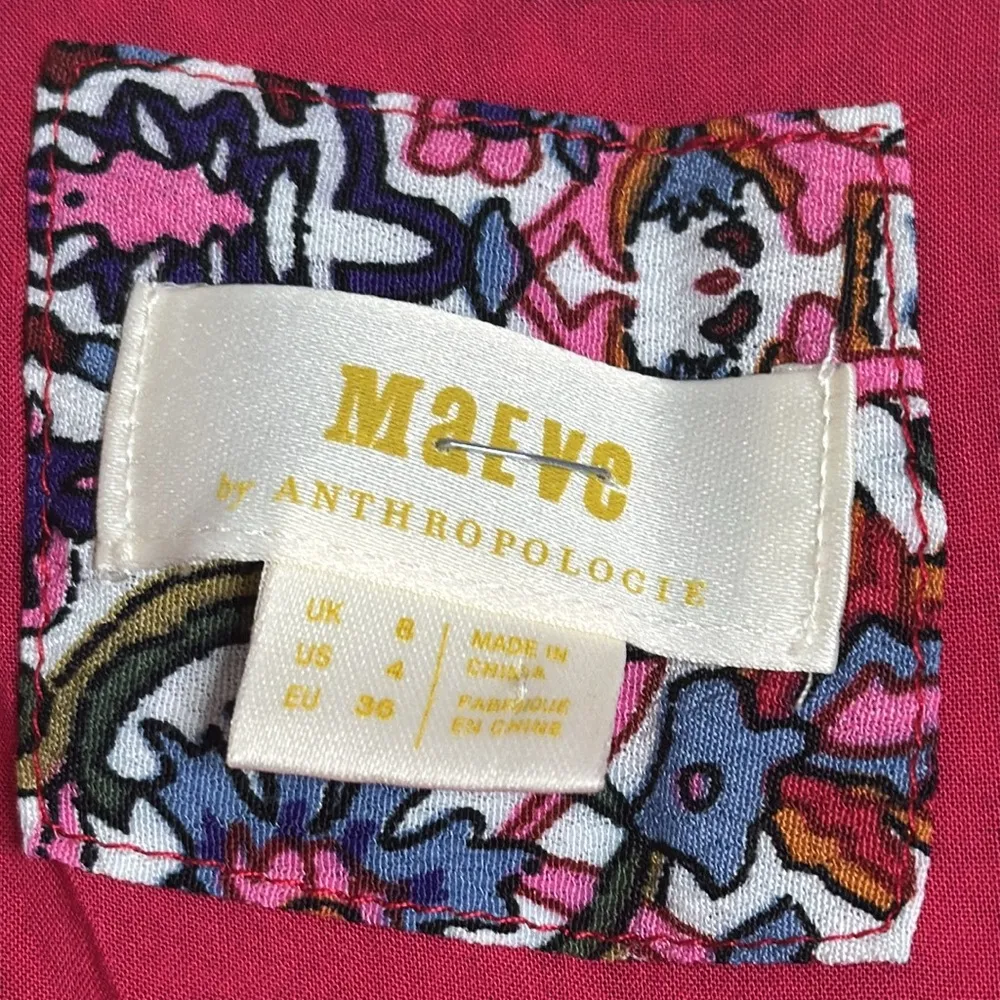 Maeve
by ANTHROPOLOGIE
UK 8
US 4
EU 36
MADE IN
CHINA
FABRIQUE
EN CHINE